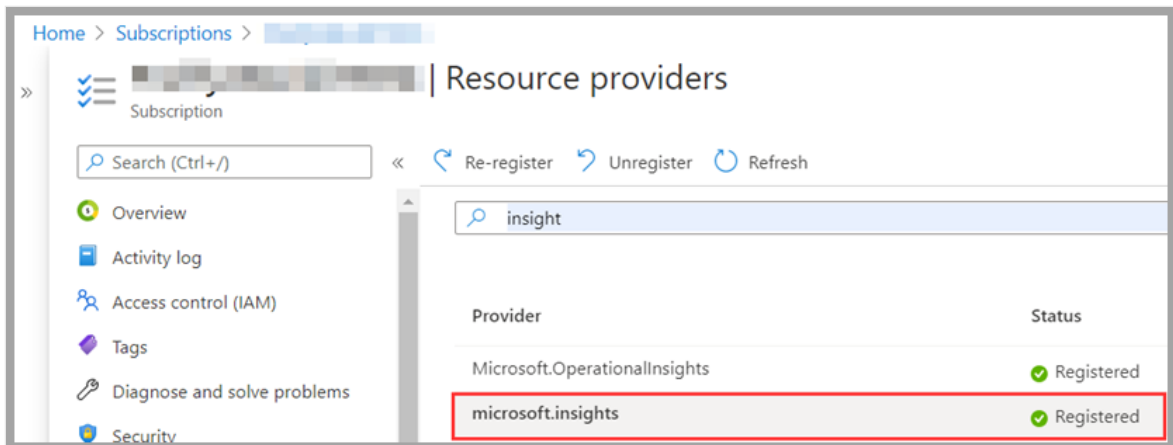 Home > Subscriptions >
| Resource providers
Subscription
Search (Ctrl+/)
« Re-register Unregister Refresh
Overview
Activity log
Access control (IAM)
Tags
Diagnose and solve problems
Security
insight
Provider Status
Microsoft.OperationalInsights Registered
microsoft.insights Registered